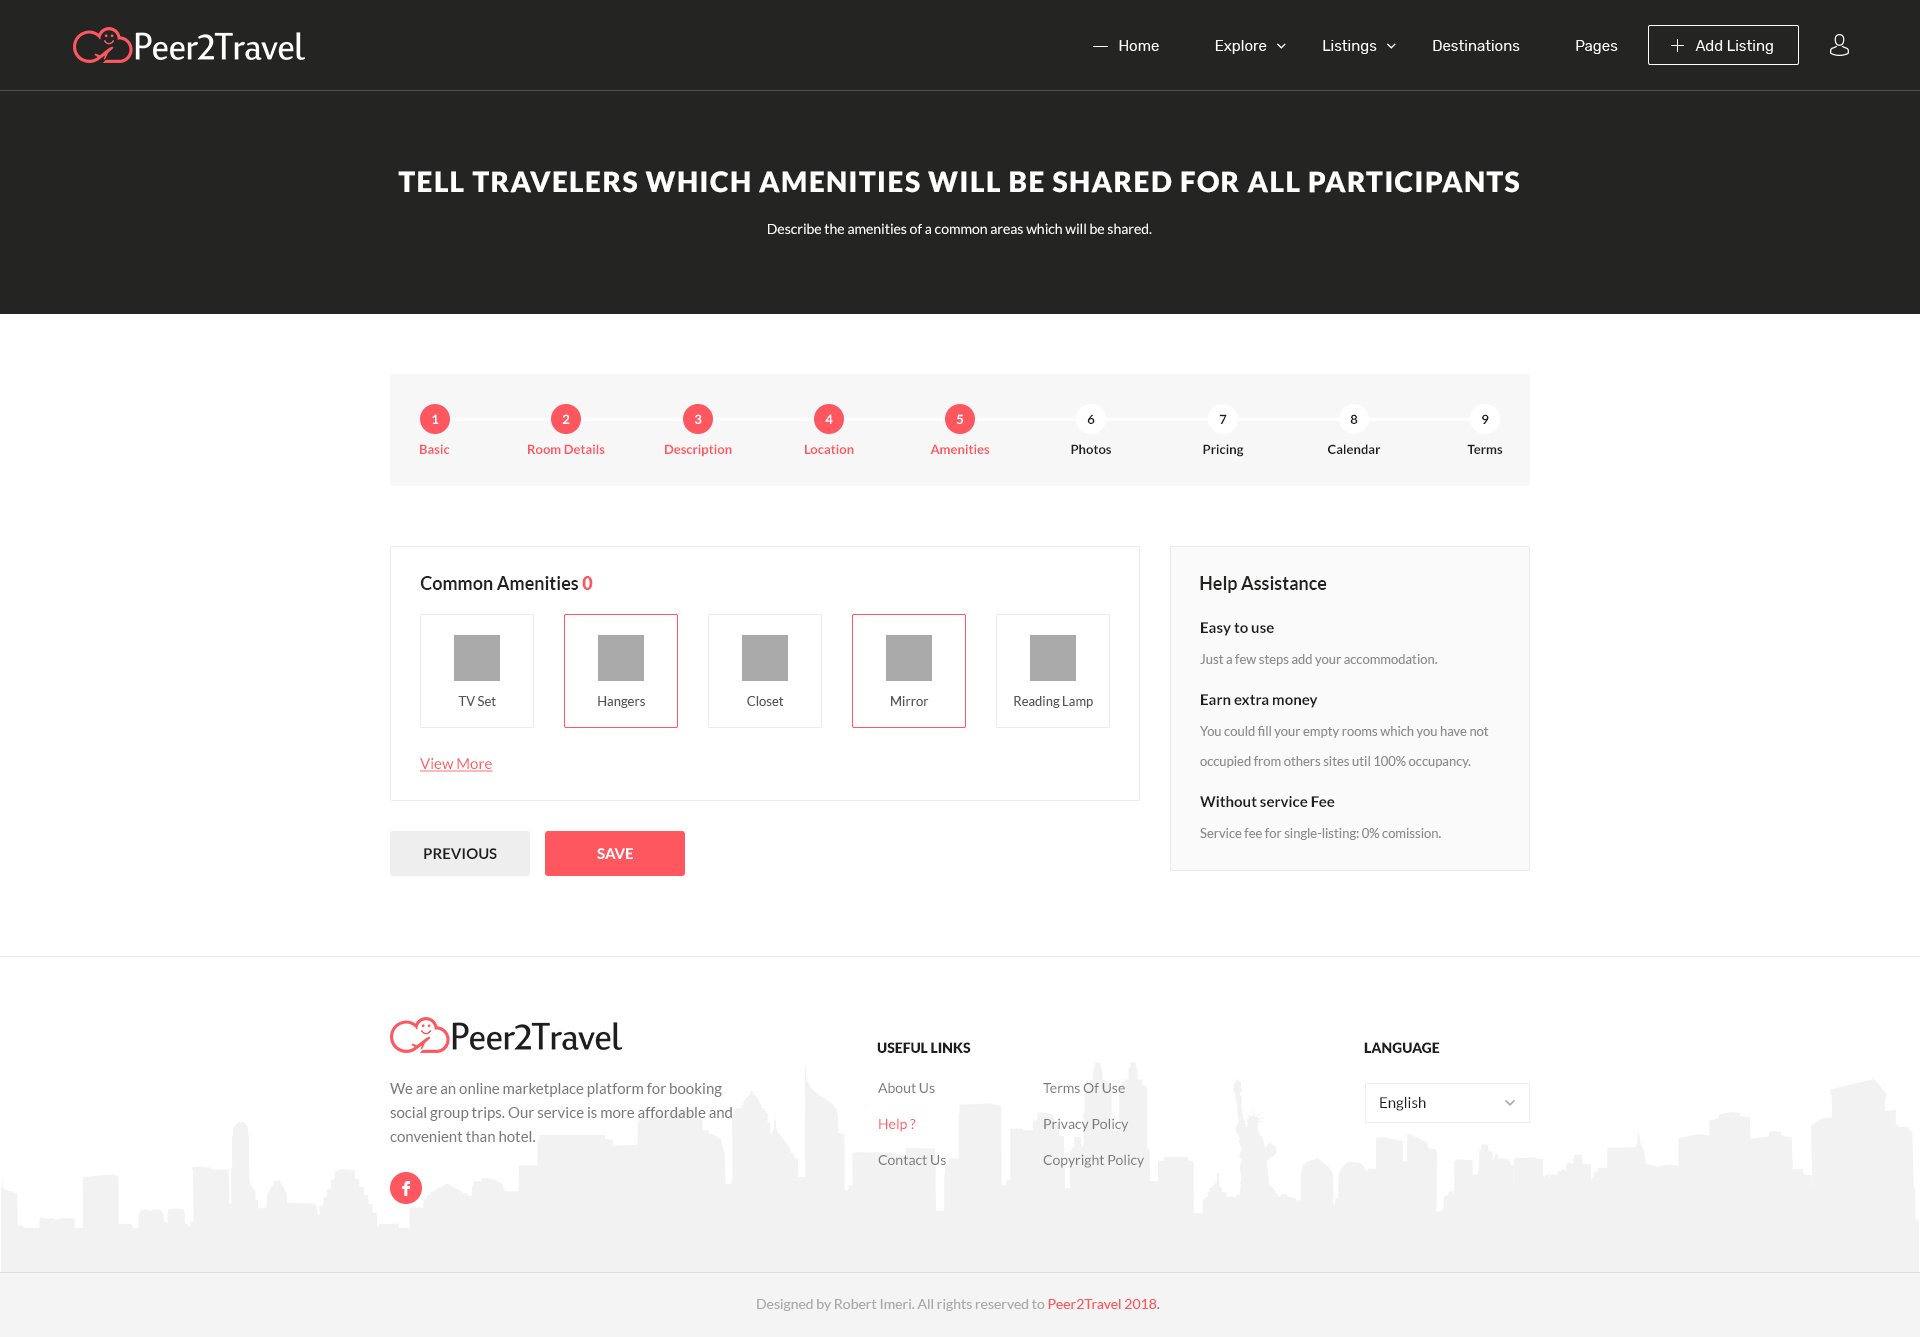 Peer2Travel
Home
Explore
Listings
Destinations
Pages
Add Listing
TELL TRAVELERS WHICH AMENITIES WILL BE SHARED FOR ALL PARTICIPANTS
Describe the amenities of a common areas which will be shared.
1
2
3
4
5
6
7
8
9
Basic
Room Details
Description
Location
Amenities
Photos
Pricing
Calendar
Terms
Common Amenities 0
TV Set
Hangers
Closet
Mirror
Reading Lamp
View More
PREVIOUS
SAVE
Help Assistance
Easy to use
Just a few steps add your accommodation.
Earn extra money
You could fill your empty rooms which you have not
occupied from others sites util 100% occupancy.
Without service Fee
Service fee for single-listing: 0% comission.
Peer2Travel
We are an online marketplace platform for booking
social group trips. Our service is more affordable and
convenient than hotel.
f
USEFUL LINKS
About Us
Help ?
Contact Us
Terms Of Use
Privacy Policy
Copyright Policy
LANGUAGE
English
Designed by Robert Imeri. All rights reserved to Peer2Travel 2018.